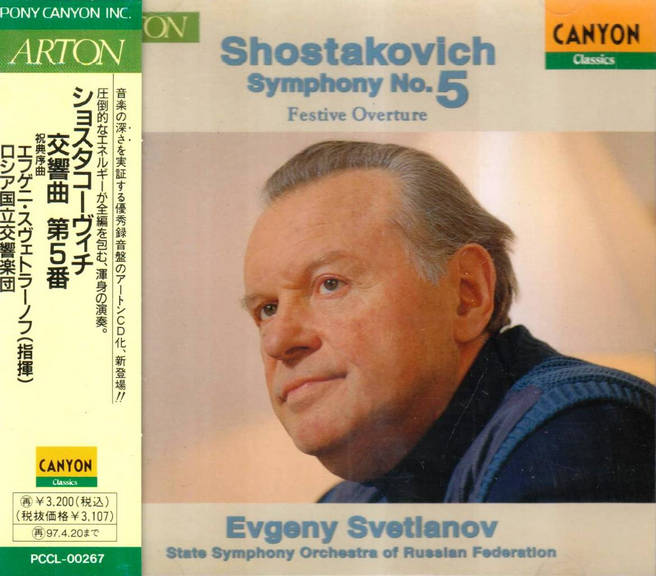 PONY CANYON INC.
ARTON
音楽の深さを実証する優秀録音盤のアートンCD化、新登場!!
圧倒的なエネルギーが全編を包む、渾身の演奏。
ショスタコーヴィチ
交響曲 第5番
祝典序曲
エフゲニ・スヴェトラーノフ(指揮)
ロシア国立交響楽団
CANYON
Classics
再¥3,200(税込)
(税抜価格¥3,107)
再97.4.20まで
PCCL-00267
Shostakovich
Symphony No.5
Festive Overture
CANYON
Classics
Evgeny Svetlanov
State Symphony Orchestra of Russian Federation